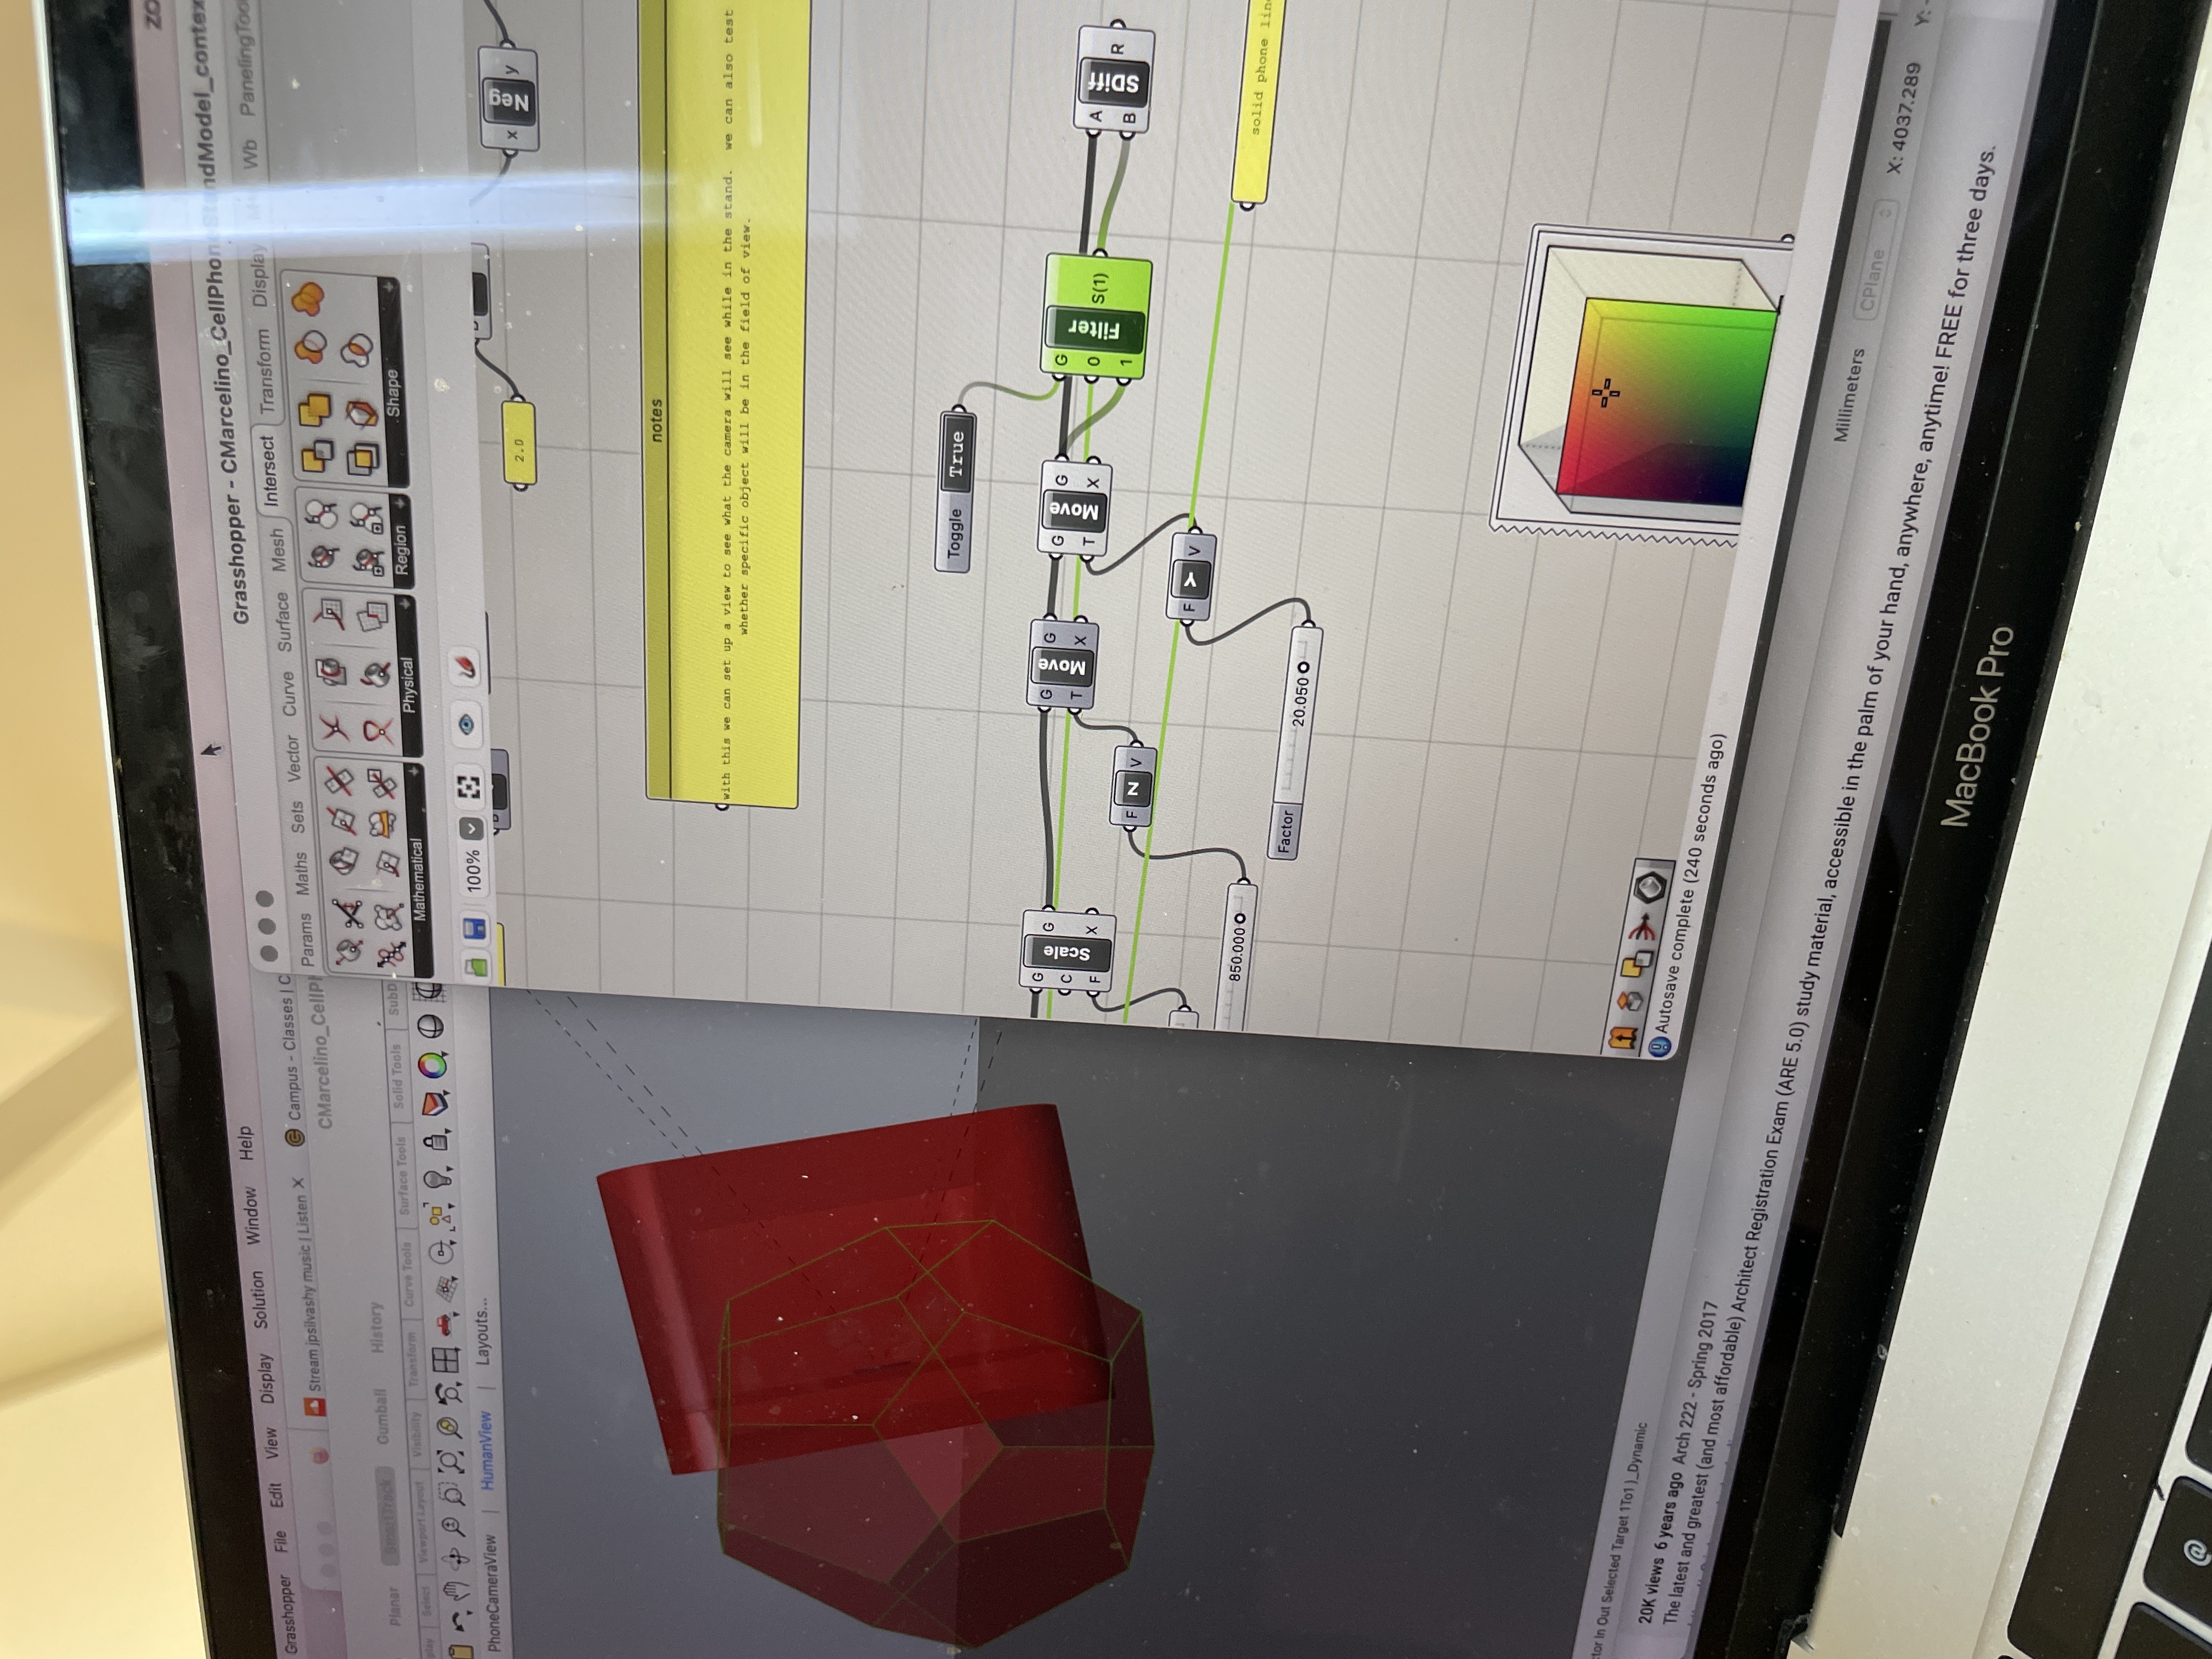 Grasshopper File Edit View Display Solution Window Help
Stream jpsilvashy music | Listen X
Campus - Classes | C
CMarcelino_CellP
Planar SmartTrack Gumball History
Select Viewport Layout Visibility Transform Curve Tools Surface Tools Solid Tools SubD
PhoneCameraView | HumanView | Layouts...
Grasshopper - CMarcelino_CellPhoneStandModel_contex
Params Maths Sets Vector Curve Surface Mesh Intersect Transform Display Wb PanelingToo
Mathematical Physical Region Shape
100%
2.0
x Neg y
notes
with this we can set up a view to see what the camera will see while in the stand. we can also test
whether specific object will be in the field of view.
Toggle True
G C F Scale G X
G T Move G X
G T Move G X
G 0 1 Filter S(1)
A B SDiff R
F Z V
F Y V
850.000
solid phone lin
Factor 20.050
tor In Out Selected Target 1To1 )_Dynamic
20K views 6 years ago Arch 222 - Spring 2017
The latest and greatest (and most affordable) Architect Registration Exam (ARE 5.0) study material, accessible in the palm of your hand, anywhere, anytime! FREE for three days.
Autosave complete (240 seconds ago)
Millimeters CPlane X: 4037.289 Y: -
MacBook Pro
@